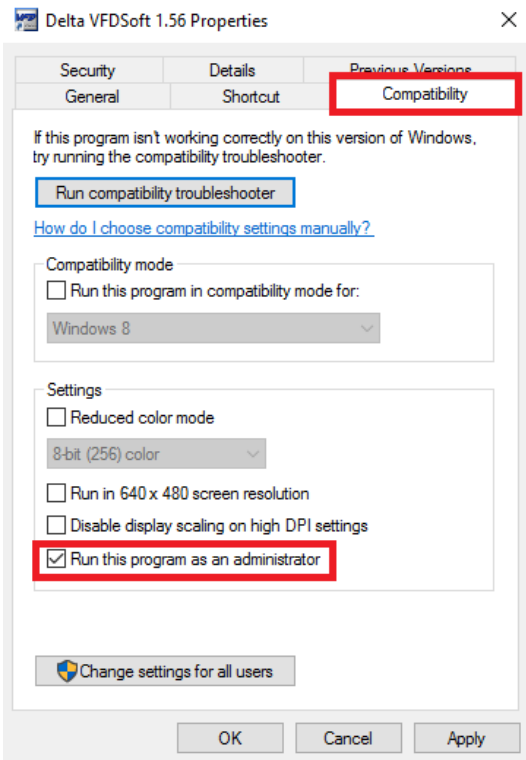 Delta VFDSoft 1.56 Properties
Security Details Previous Versions
General Shortcut Compatibility
If this program isn't working correctly on this version of Windows,
try running the compatibility troubleshooter.
Run compatibility troubleshooter
How do I choose compatibility settings manually?
Compatibility mode
Run this program in compatibility mode for:
Windows 8
Settings
Reduced color mode
8-bit (256) color
Run in 640 x 480 screen resolution
Disable display scaling on high DPI settings
Run this program as an administrator
Change settings for all users
OK Cancel Apply